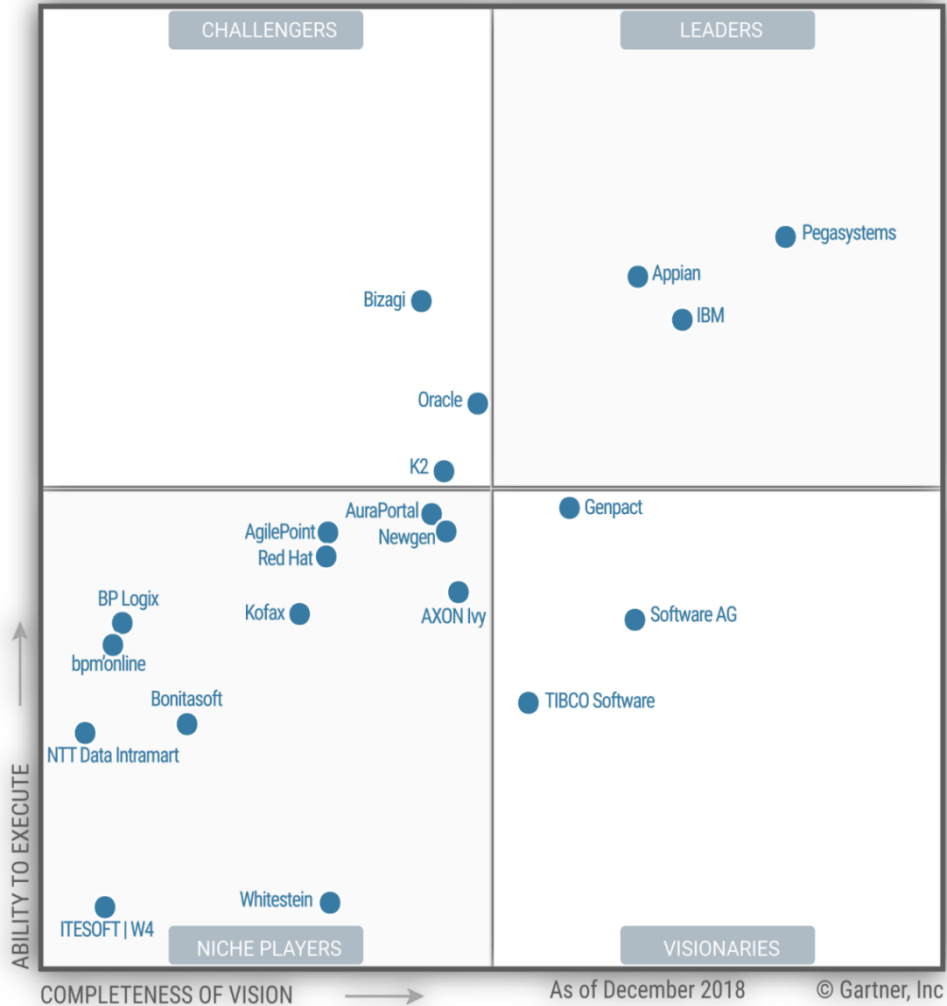 CHALLENGERS
LEADERS
Pegasystems
Appian
Bizagi
IBM
Oracle
K2
AuraPortal
Genpact
AgilePoint
Newgen
Red Hat
BP Logix
Kofax
AXON Ivy
Software AG
bpm'online
Bonitasoft
TIBCO Software
NTT Data Intramart
Whitestein
ITESOFT | W4
NICHE PLAYERS
VISIONARIES
ABILITY TO EXECUTE
COMPLETENESS OF VISION
As of December 2018
© Gartner, Inc